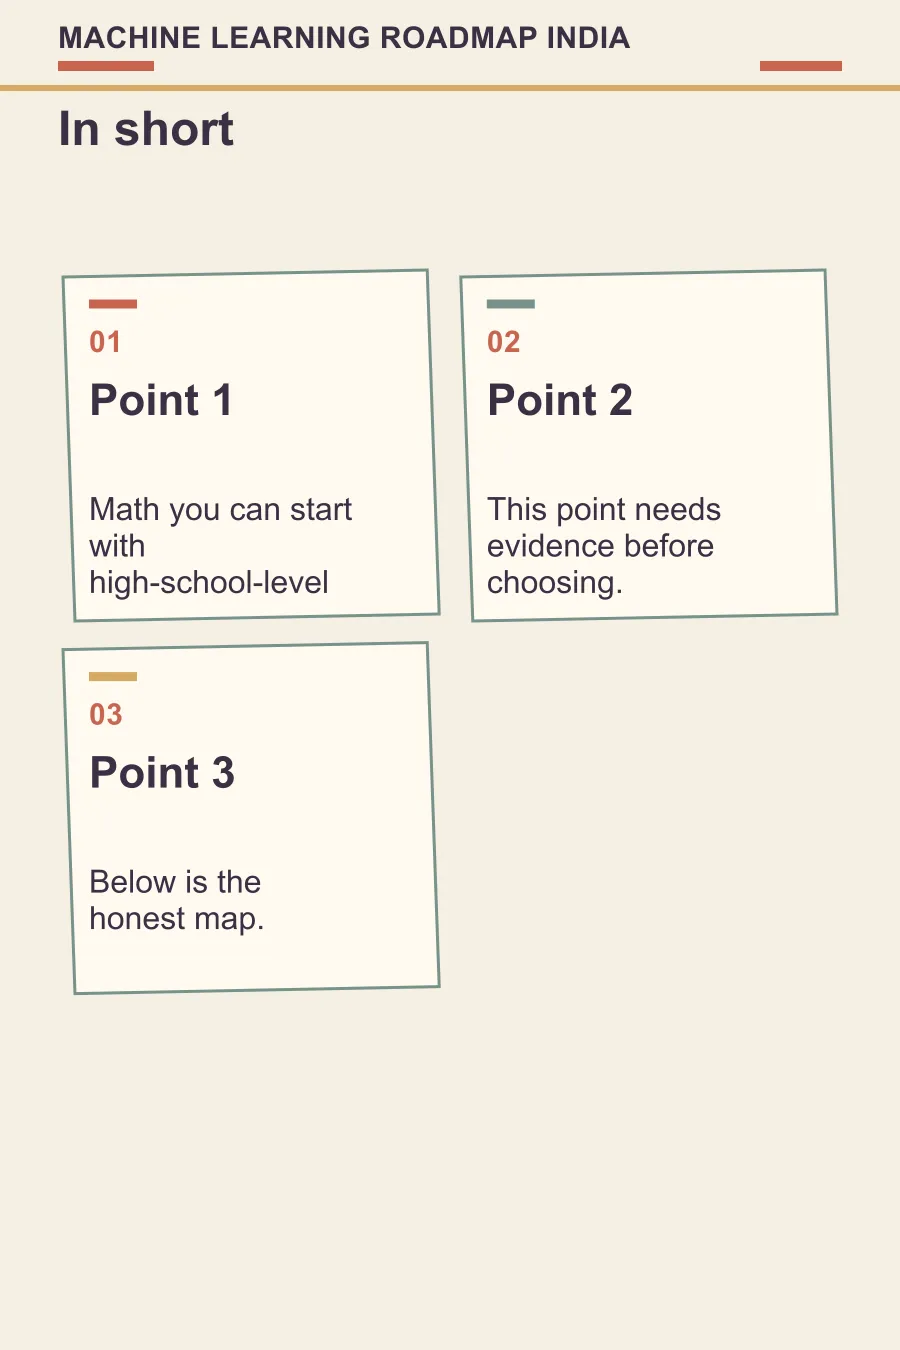 MACHINE LEARNING ROADMAP INDIA
In short
01
Point 1
Math you can start
with
high-school-level
02
Point 2
This point needs
evidence before
choosing.
03
Point 3
Below is the
honest map.